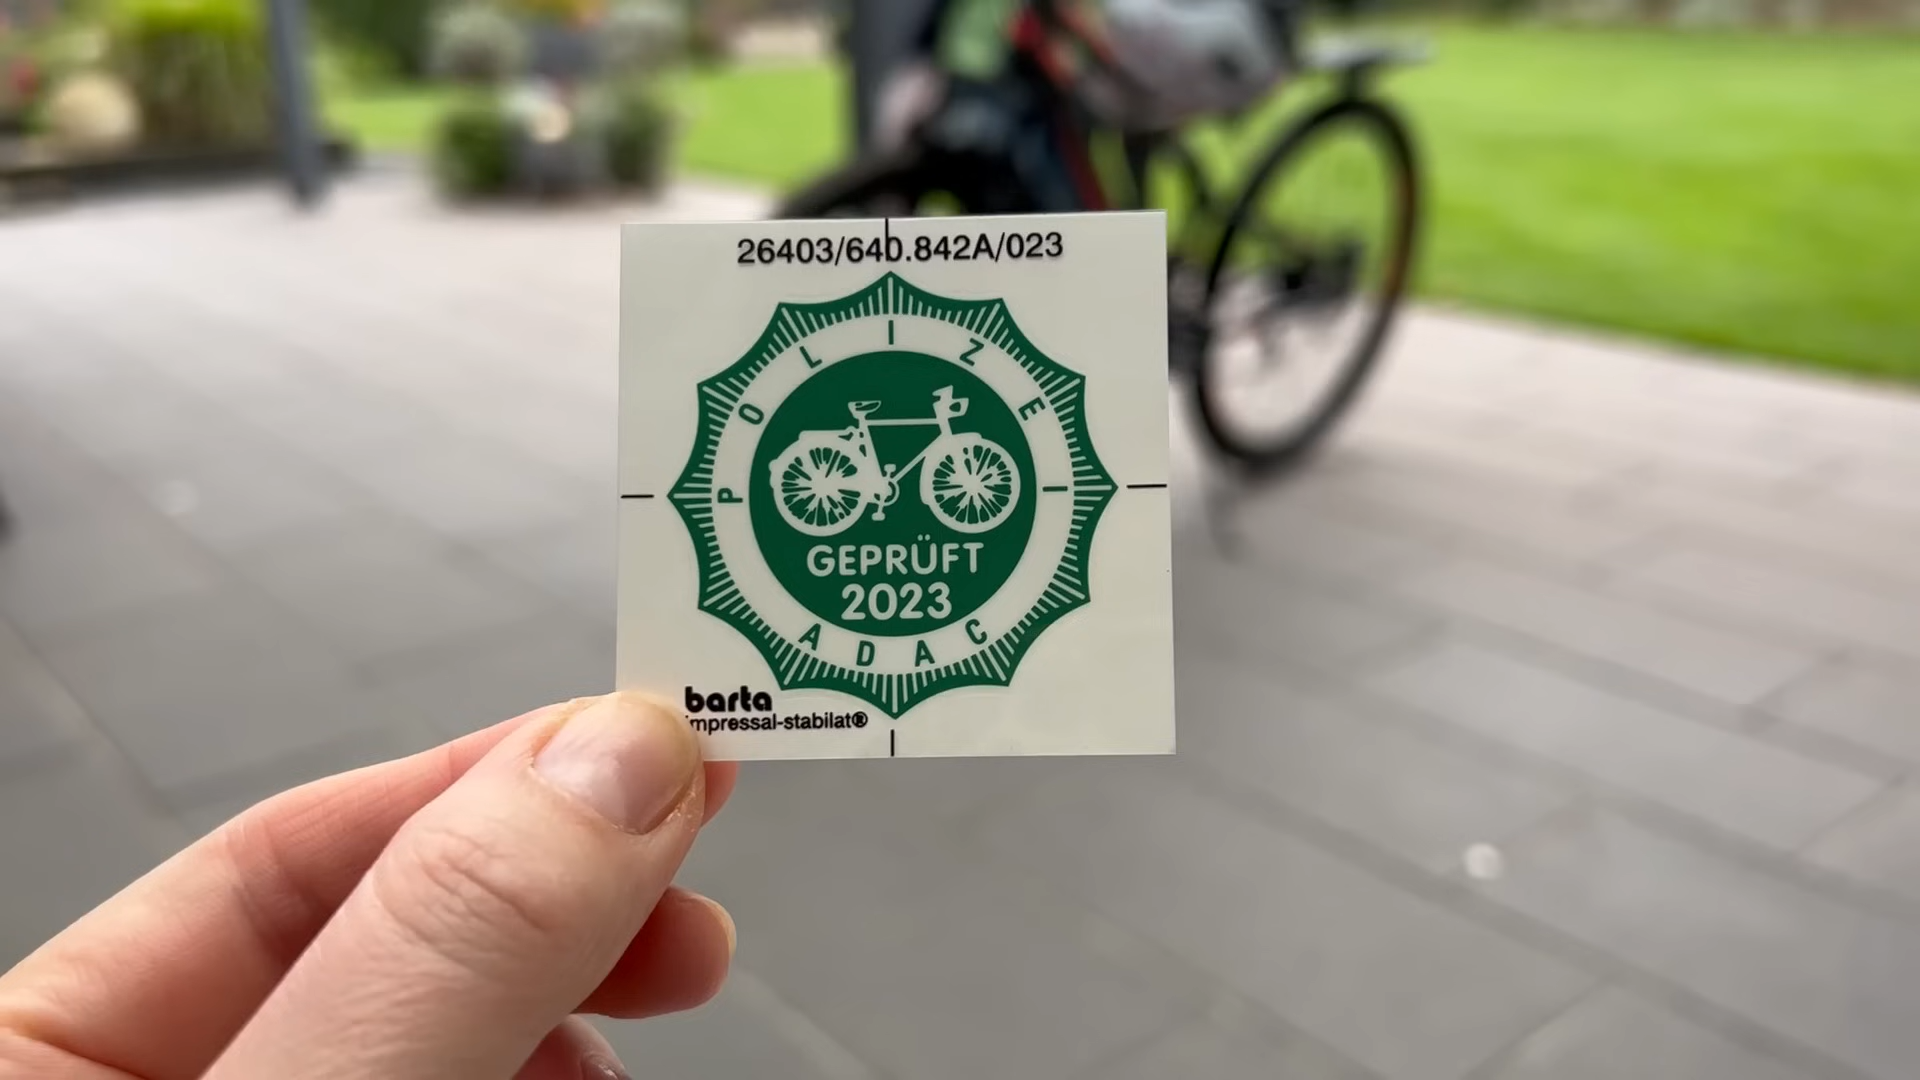 26403/640.842A/023
POLIZEI
GEPRÜFT
2023
ADAC
barta
impressal-stabilat®